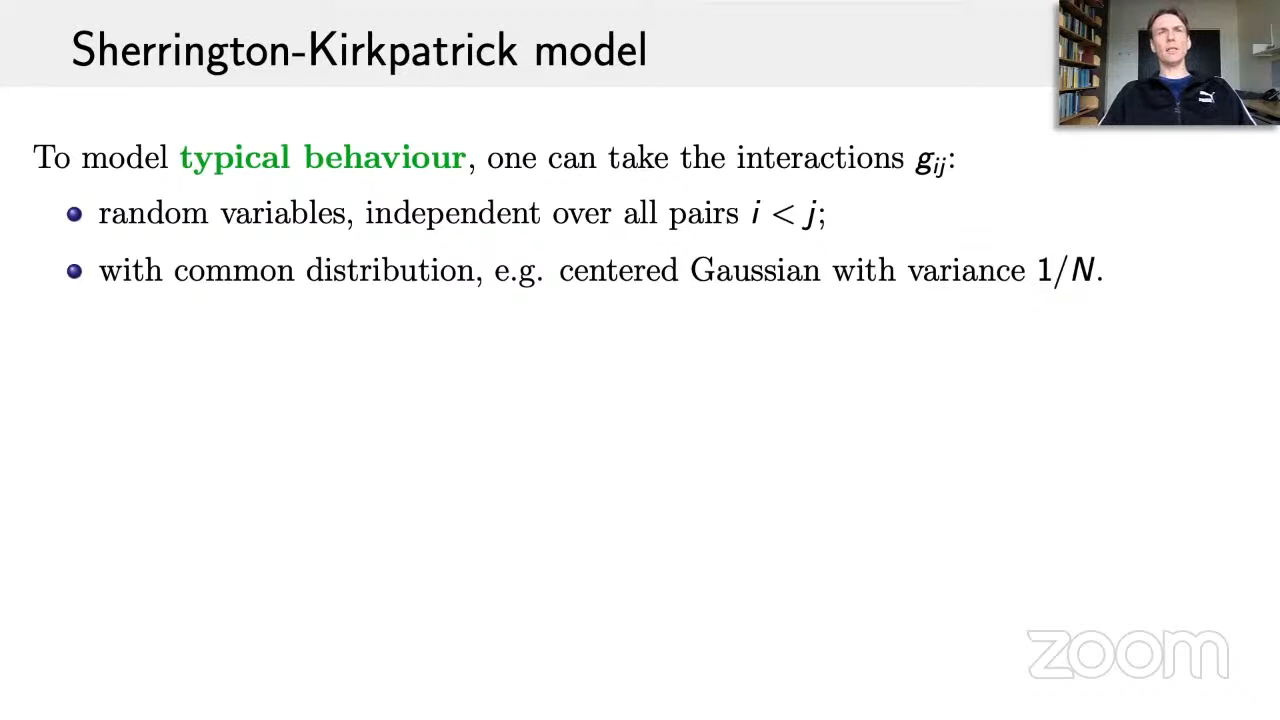 Sherrington-Kirkpatrick model
To model typical behaviour, one can take the interactions gᵢⱼ:
random variables, independent over all pairs i < j;
with common distribution, e.g. centered Gaussian with variance 1/N.
zoom